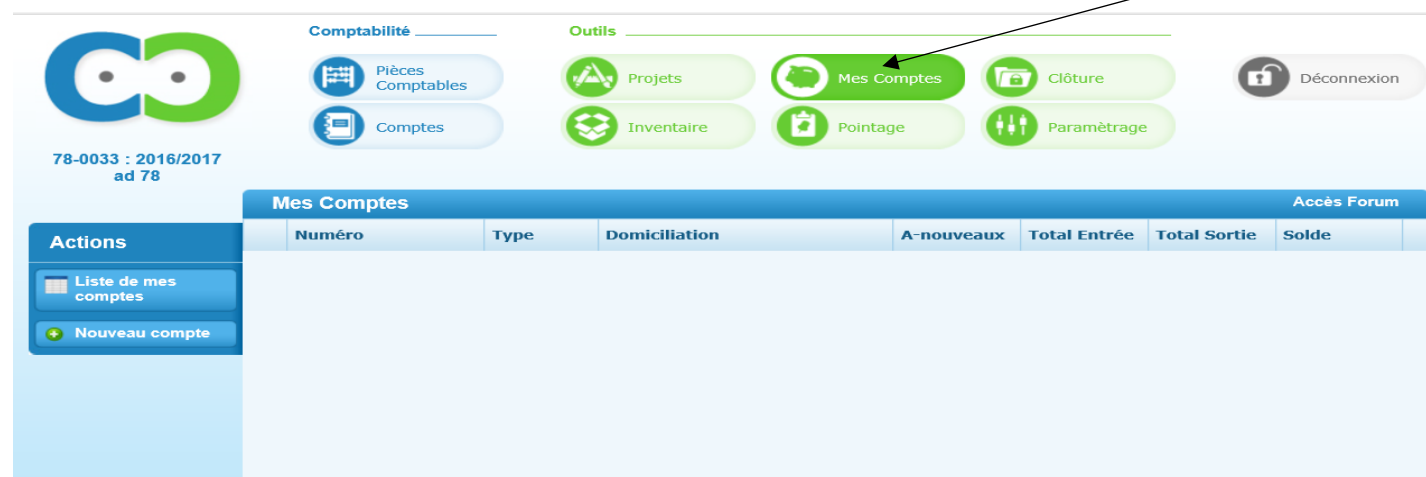 Comptabilité
Outils
Pièces
Comptables
Projets
Mes Comptes
Clôture
Déconnexion
Comptes
Inventaire
Pointage
Paramètrage
78-0033 : 2016/2017
ad 78
Mes Comptes
Accès Forum
Actions
Numéro
Type
Domiciliation
A-nouveaux
Total Entrée
Total Sortie
Solde
Liste de mes
comptes
Nouveau compte